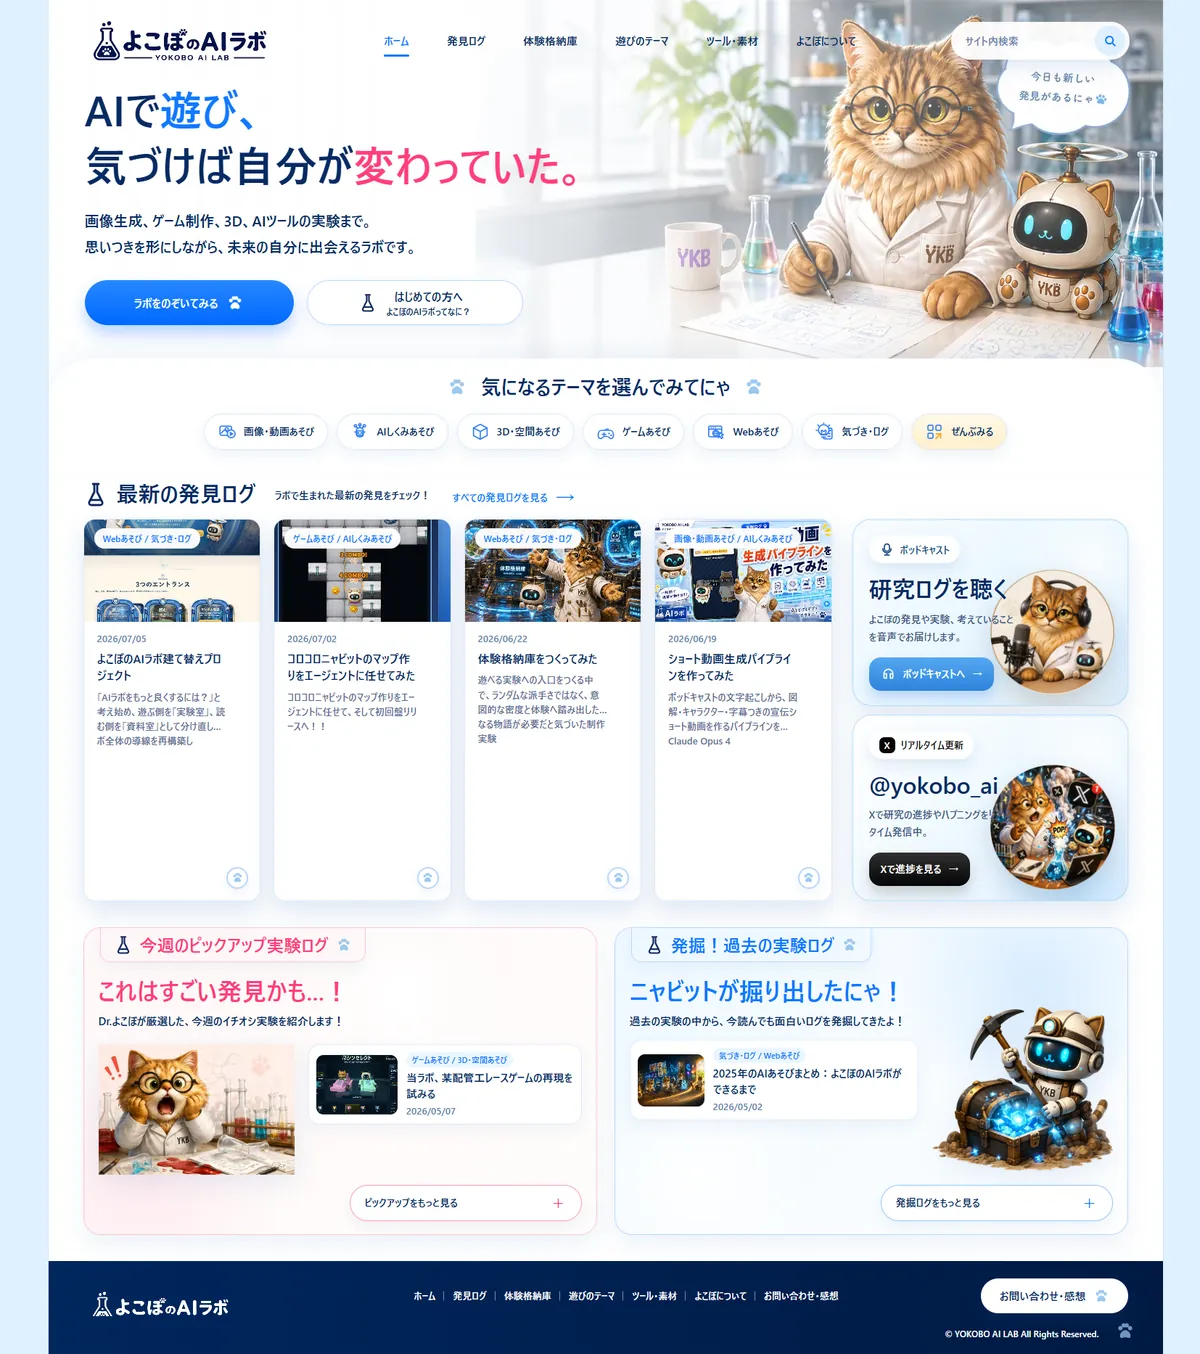 よこぼのAIラボ
YOKOBO AI LAB
ホーム
発見ログ
体験格納庫
遊びのテーマ
ツール・素材
よこぼについて
サイト内検索
今日も新しい
発見があるにゃ
AIで遊び、
気づけば自分が変わっていた。
画像生成、ゲーム制作、3D、AIツールの実験まで。
思いつきを形にしながら、未来の自分に出会えるラボです。
YKB
YKB
YKB
ラボをのぞいてみる
はじめての方へ
よこぼのAIラボってなに?
気になるテーマを選んでみてにゃ
画像・動画あそび
AIしくみあそび
3D・空間あそび
ゲームあそび
Webあそび
気づき・ログ
ぜんぶみる
最新の発見ログ
ラボで生まれた最新の発見をチェック!
すべての発見ログを見る
Webあそび / 気づき・ログ
3つのエントランス
2026/07/05
よこぼのAIラボ建て替えプロ
ジェクト
「AIラボをもっと良くするには?」と
考え始め、遊ぶ側を「実験室」、読
む側を「資料室」として分け直し...
ボ全体の導線を再構築し
ゲームあそび / AIしくみあそび
2026/07/02
コロコロニャビットのマップ作
りをエージェントに任せてみた
コロコロニャビットのマップ作りをエー
ジェントに任せて、そして初回盤リリ
ースへ!!
Webあそび / 気づき・ログ
体験格納庫
2026/06/22
体験格納庫をつくってみた
遊べる実験への入口をつくる中
で、ランダムな派手さではなく、意
図的な密度と体験へ踏み出した...
なる物語が必要だと気づいた制作
実験
画像・動画あそび / AIしくみあそび
生成パイプラインを
作ってみた
2026/06/19
ショート動画生成パイプライ
ンを作ってみた
ポッドキャストの文字起こしから、図
解・キャラクター・字幕つきの宣伝シ
ョート動画を作るパイプラインを...
Claude Opus 4
ポッドキャスト
研究ログを聴く
よこぼの発見や実験、考えていること
を音声でお届けします。
ポッドキャストへ →
X リアルタイム更新
@yokobo_ai
Xで研究の進捗やハプニングを
タイム発信中。
POP!
Xで進捗を見る →
今週のピックアップ実験ログ
これはすごい発見かも...!
Dr.よこぼが厳選した、今週のイチオシ実験を紹介します!
YKB
ゲームあそび / 3D・空間あそび
当ラボ、某配管工レースゲームの再現を
試みる
2026/05/07
ピックアップをもっと見る +
発掘!過去の実験ログ
ニャビットが掘り出したにゃ!
過去の実験の中から、今読んでも面白いログを発掘してきたよ!
気づき・ログ / Webあそび
2025年のAIあそびまとめ:よこぼのAIラボが
できるまで
2026/05/02
YKB
発掘ログをもっと見る +
よこぼのAIラボ
ホーム | 発見ログ | 体験格納庫 | 遊びのテーマ | ツール・素材 | よこぼについて | お問い合わせ・感想
お問い合わせ・感想
© YOKOBO AI LAB All Rights Reserved.